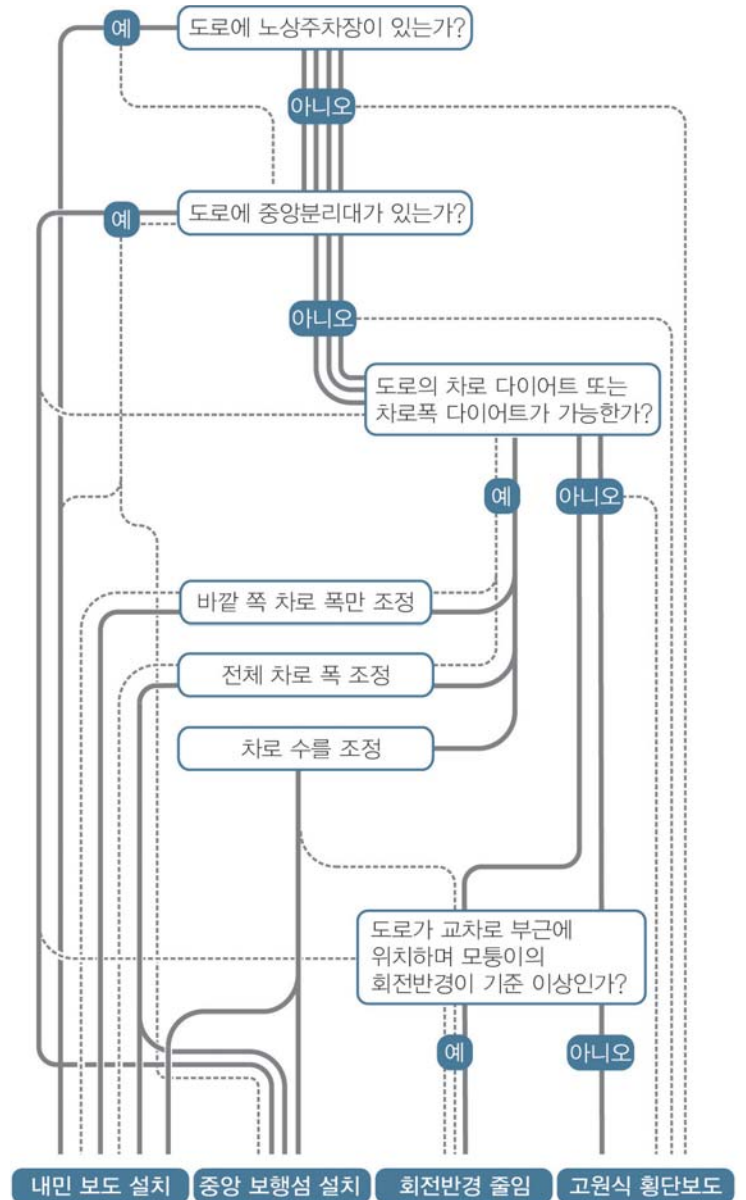 예
도로에 노상주차장이 있는가?
아니오
예
도로에 중앙분리대가 있는가?
아니오
도로의 차로 다이어트 또는
차로폭 다이어트가 가능한가?
예
아니오
바깥 쪽 차로 폭만 조정
전체 차로 폭 조정
차로 수를 조정
도로가 교차로 부근에
위치하며 모퉁이의
회전반경이 기준 이상인가?
예
아니오
내민 보도 설치
중앙 보행섬 설치
회전반경 줄임
고원식 횡단보도